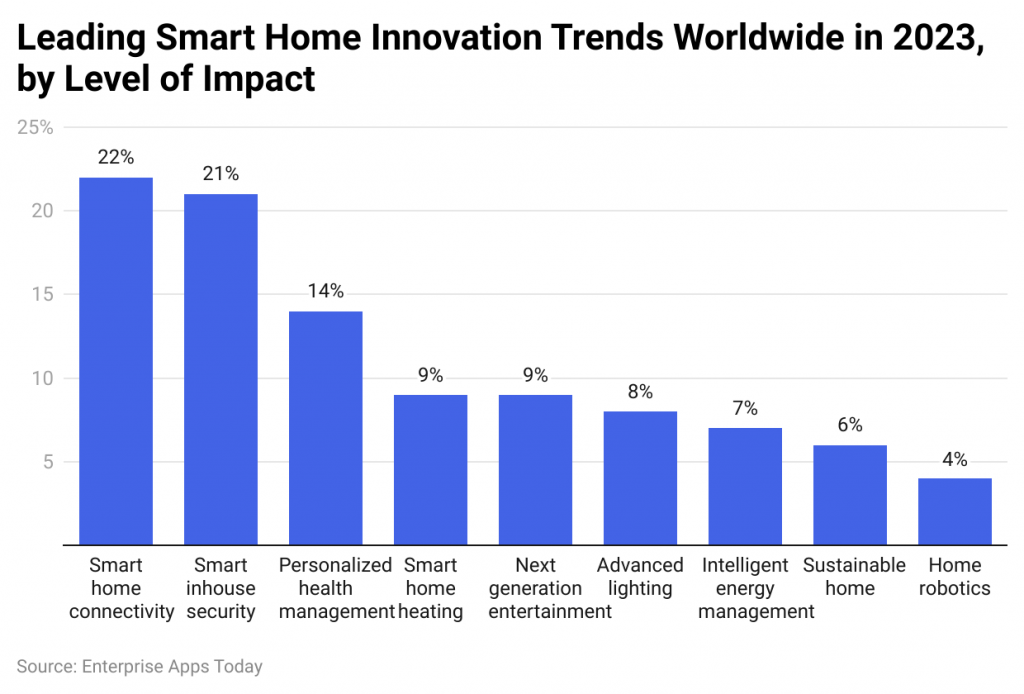 Leading Smart Home Innovation Trends Worldwide in 2023,
by Level of Impact
25%
20
15
10
5
22%
21%
14%
9%
9%
8%
7%
6%
4%
Smart
home
connectivity
Smart
inhouse
security
Personalized
health
management
Smart
home
heating
Next
generation
entertainment
Advanced
lighting
Intelligent
energy
management
Sustainable
home
Home
robotics
Source: Enterprise Apps Today